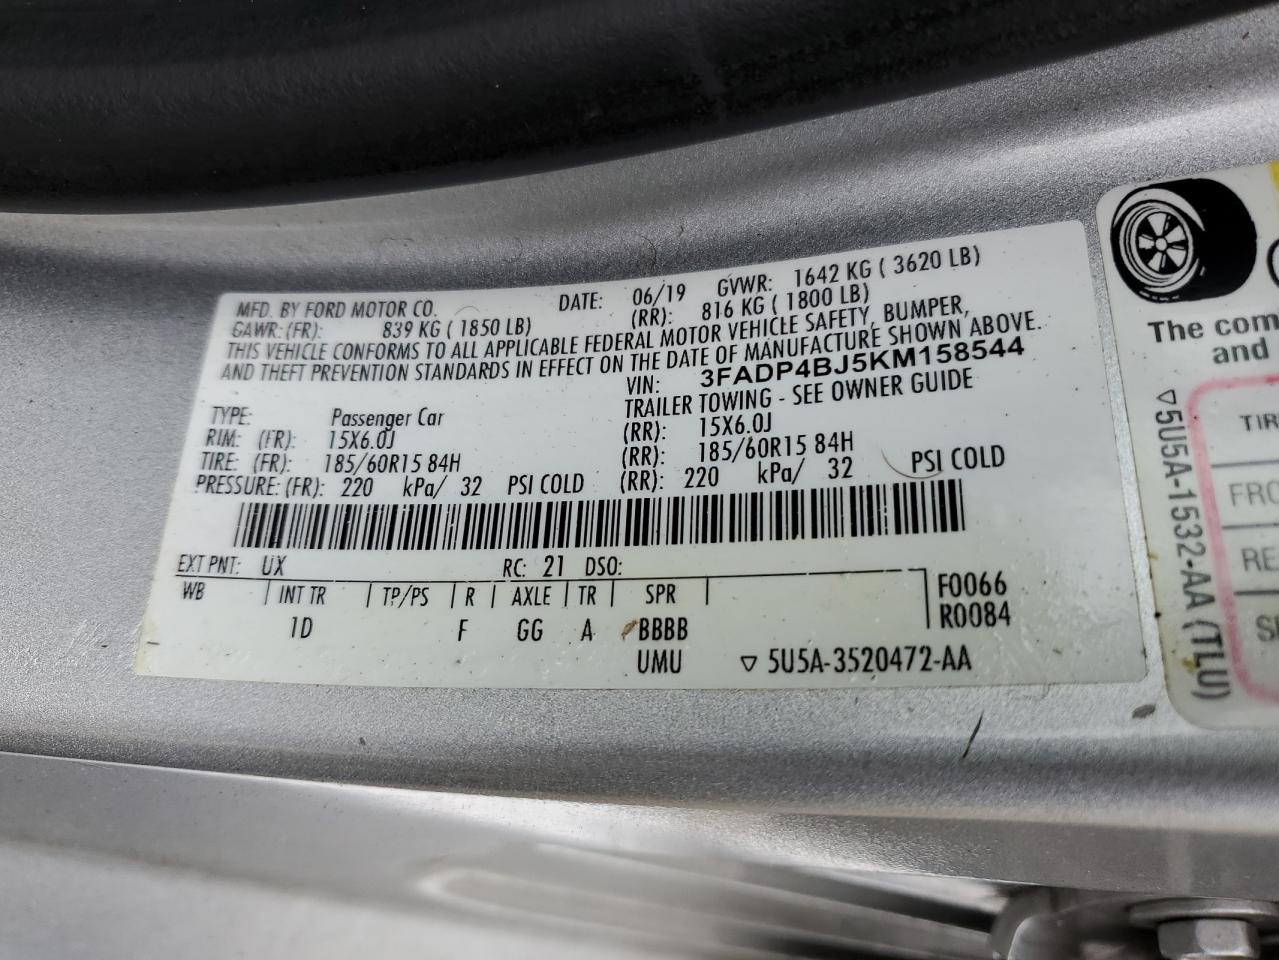 MFD. BY FORD MOTOR CO. DATE: 06/19 GVWR: 1642 KG ( 3620 LB)
GAWR: (FR): 839 KG ( 1850 LB) (RR): 816 KG ( 1800 LB)
THIS VEHICLE CONFORMS TO ALL APPLICABLE FEDERAL MOTOR VEHICLE SAFETY, BUMPER,
AND THEFT PREVENTION STANDARDS IN EFFECT ON THE DATE OF MANUFACTURE SHOWN ABOVE.
VIN: 3FADP4BJ5KM158544
TYPE: Passenger Car TRAILER TOWING - SEE OWNER GUIDE
RIM: (FR): 15X6.0J (RR): 15X6.0J
TIRE: (FR): 185/60R15 84H (RR): 185/60R15 84H
PRESSURE: (FR): 220 kPa/ 32 PSI COLD (RR): 220 kPa/ 32 PSI COLD
EXT PNT: UX RC: 21 DSO:
WB INT TR TP/PS R AXLE TR SPR F0066
R0084
1D F GG A BBBB
UMU ▽ 5U5A-3520472-AA
The com
and
▽5U5A-1532-AA (TLU)
TIR
FRO
RE